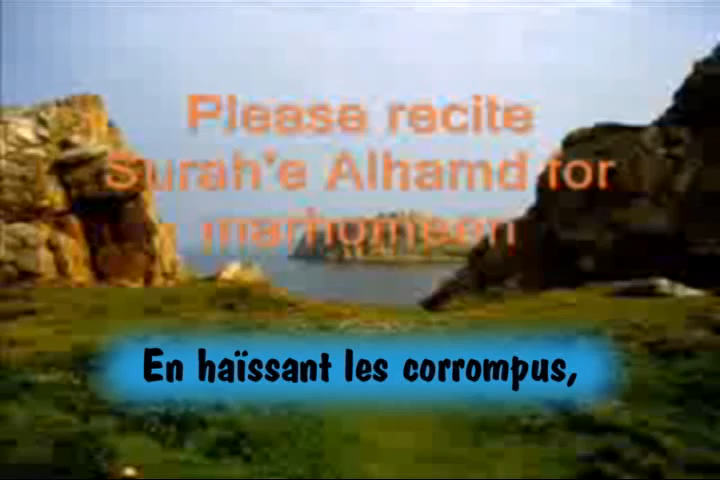 Please recite
Surah'e Alhamd for
marhomeen
En haïssant les corrompus,